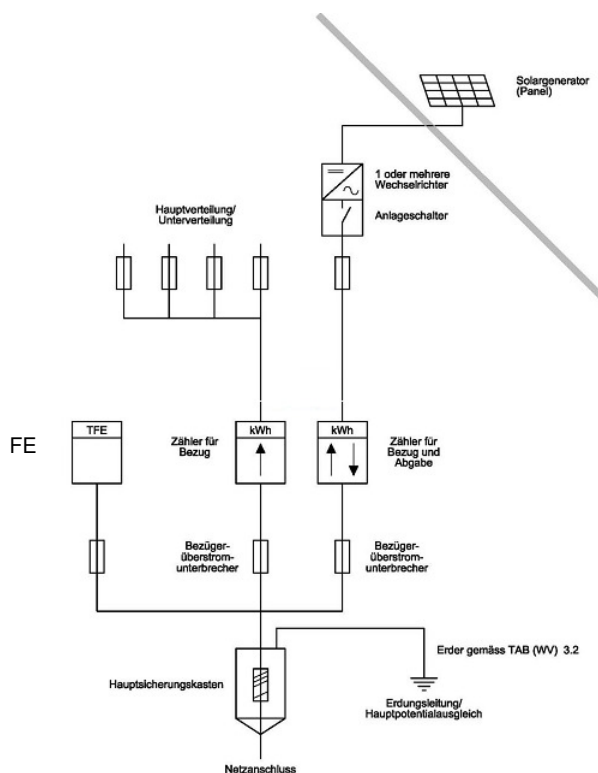 Solargenerator
(Panel)
1 oder mehrere
Wechselrichter
Anlageschalter
Hauptverteilung/
Unterverteilung
FE
TFE
Zähler für
Bezug
kWh
kWh
Zähler für
Bezug und
Abgabe
Bezüger-
überstrom-
unterbrecher
Bezüger-
überstrom-
unterbrecher
Erder gemäss TAB (WV) 3.2
Hauptsicherungskasten
Erdungsleitung/
Hauptpotentialausgleich
Netzanschluss